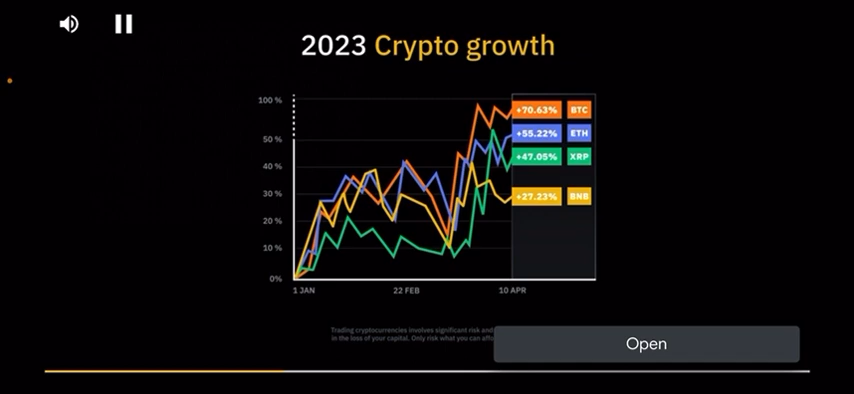 2023 Crypto growth
100 %
50 %
40 %
30 %
20 %
10 %
0%
+70.63% BTC
+55.22% ETH
+47.05% XRP
+27.23% BNB
1 JAN 22 FEB 10 APR
Trading cryptocurrencies involves significant risk and
in the loss of your capital. Only risk what you can
Open